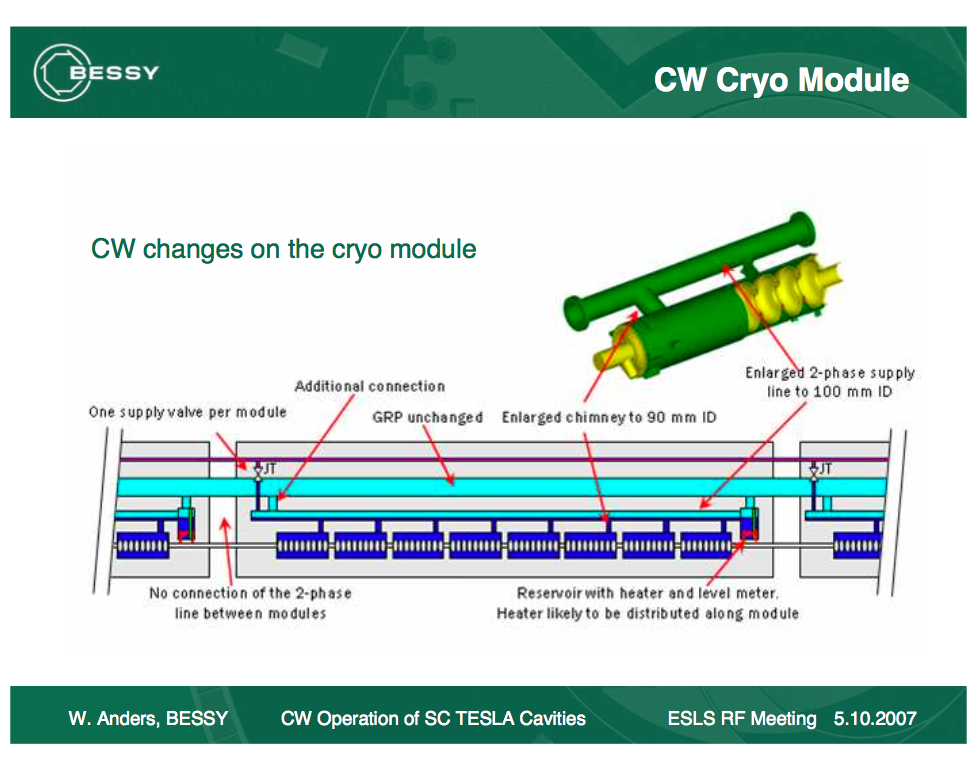 BESSY
CW Cryo Module
CW changes on the cryo module
Enlarged 2-phase supply
line to 100 mm ID
Additional connection
One supply valve per module
GRP unchanged
Enlarged chimney to 90 mm ID
JT
JT
No connection of the 2-phase
line between modules
Reservoir with heater and level meter.
Heater likely to be distributed along module
W. Anders, BESSY
CW Operation of SC TESLA Cavities
ESLS RF Meeting 5.10.2007